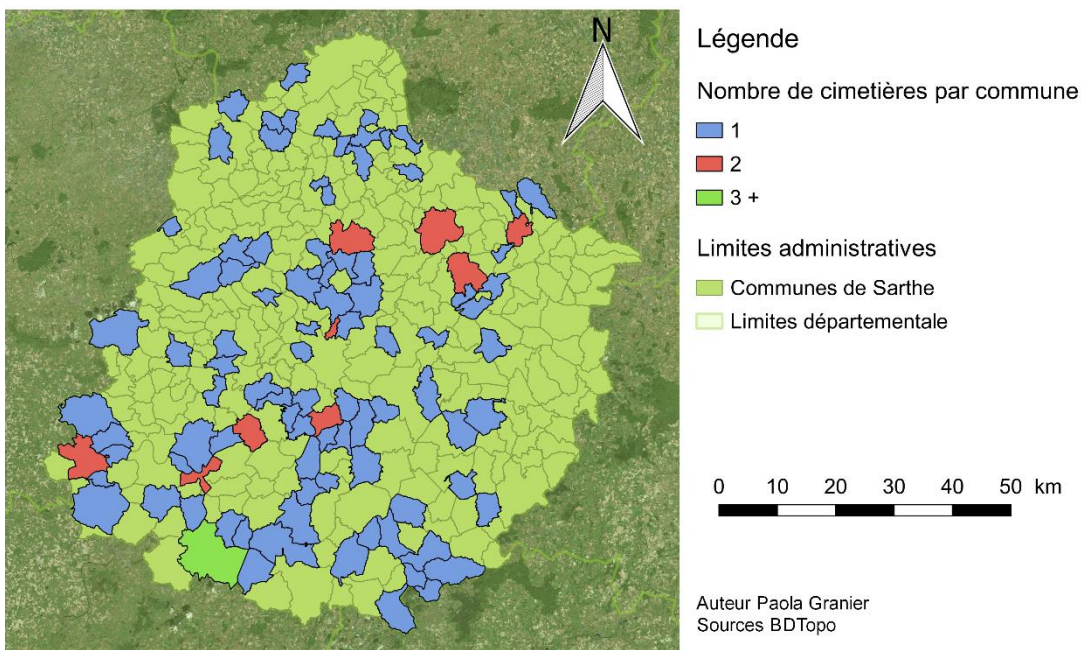 N
Légende
Nombre de cimetières par commune
1
2
3 +
Limites administratives
Communes de Sarthe
Limites départementale
0 10 20 30 40 50 km
Auteur Paola Granier
Sources BDTopo